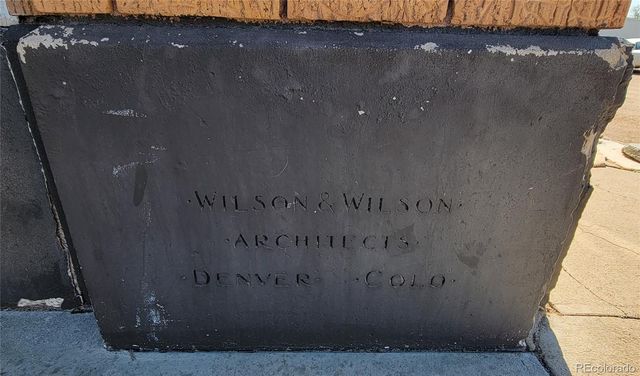 ·WILSON & WILSON·
·ARCHITECTS·
·DENVER· ·COLO·
REcolorado